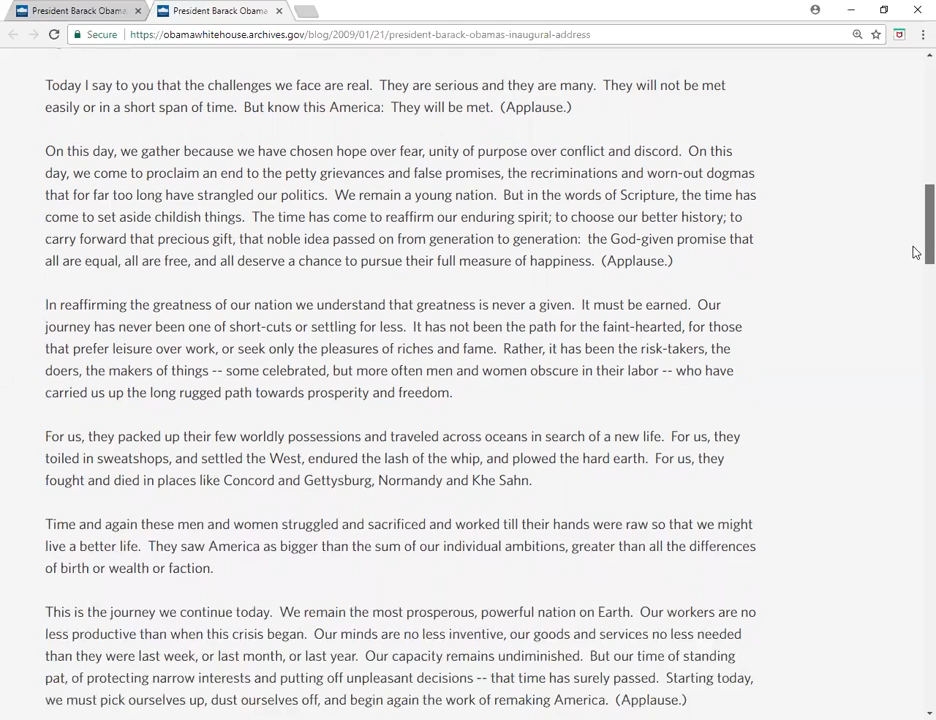 President Barack Obama
President Barack Obama
Secure
https://obamawhitehouse.archives.gov/blog/2009/01/21/president-barack-obamas-inaugural-address
Today I say to you that the challenges we face are real.  They are serious and they are many.  They will not be met
easily or in a short span of time.  But know this America:  They will be met.  (Applause.)
On this day, we gather because we have chosen hope over fear, unity of purpose over conflict and discord.  On this
day, we come to proclaim an end to the petty grievances and false promises, the recriminations and worn-out dogmas
that for far too long have strangled our politics.  We remain a young nation.  But in the words of Scripture, the time has
come to set aside childish things.  The time has come to reaffirm our enduring spirit; to choose our better history; to
carry forward that precious gift, that noble idea passed on from generation to generation:  the God-given promise that
all are equal, all are free, and all deserve a chance to pursue their full measure of happiness.  (Applause.)
In reaffirming the greatness of our nation we understand that greatness is never a given.  It must be earned.  Our
journey has never been one of short-cuts or settling for less.  It has not been the path for the faint-hearted, for those
that prefer leisure over work, or seek only the pleasures of riches and fame.  Rather, it has been the risk-takers, the
doers, the makers of things -- some celebrated, but more often men and women obscure in their labor -- who have
carried us up the long rugged path towards prosperity and freedom.
For us, they packed up their few worldly possessions and traveled across oceans in search of a new life.  For us, they
toiled in sweatshops, and settled the West, endured the lash of the whip, and plowed the hard earth.  For us, they
fought and died in places like Concord and Gettysburg, Normandy and Khe Sahn.
Time and again these men and women struggled and sacrificed and worked till their hands were raw so that we might
live a better life.  They saw America as bigger than the sum of our individual ambitions, greater than all the differences
of birth or wealth or faction.
This is the journey we continue today.  We remain the most prosperous, powerful nation on Earth.  Our workers are no
less productive than when this crisis began.  Our minds are no less inventive, our goods and services no less needed
than they were last week, or last month, or last year.  Our capacity remains undiminished.  But our time of standing
pat, of protecting narrow interests and putting off unpleasant decisions -- that time has surely passed.  Starting today,
we must pick ourselves up, dust ourselves off, and begin again the work of remaking America.  (Applause.)